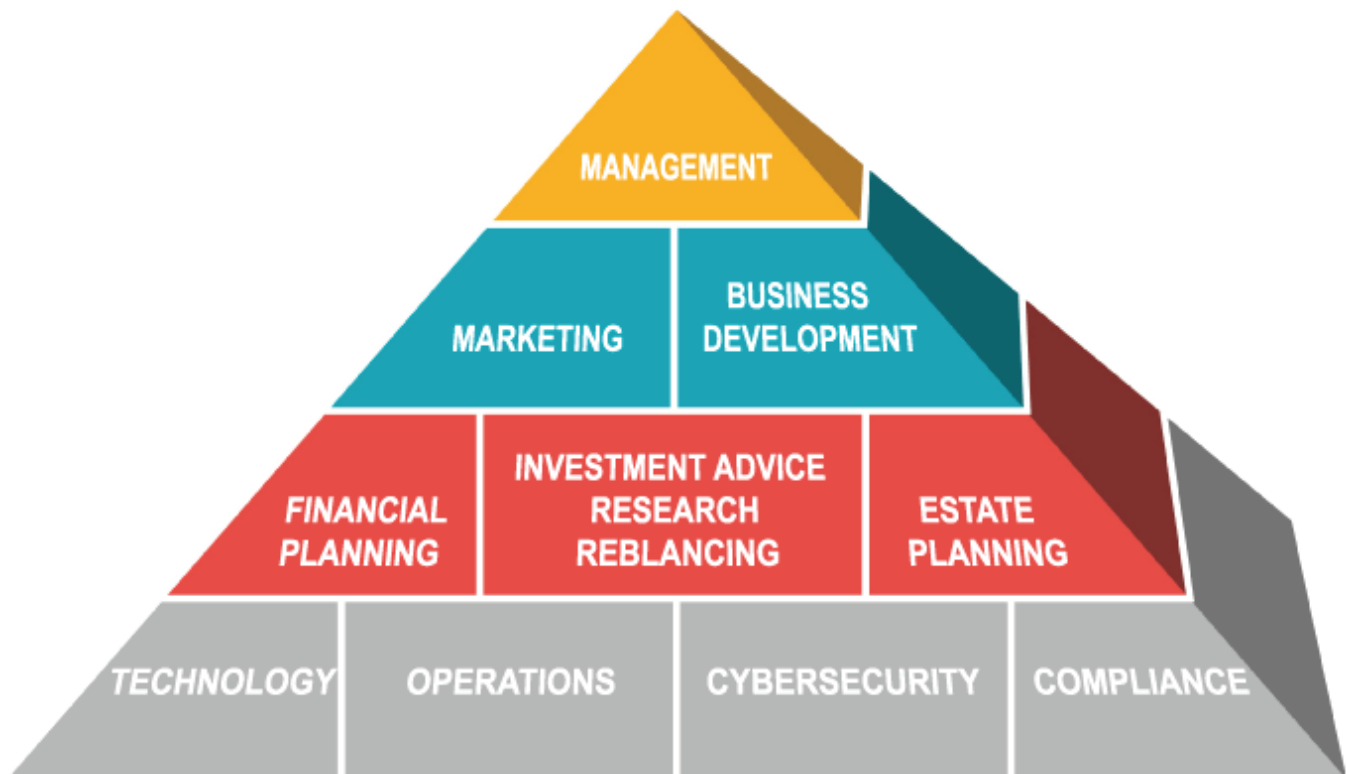 MANAGEMENT
MARKETING
BUSINESS
DEVELOPMENT
FINANCIAL
PLANNING
INVESTMENT ADVICE
RESEARCH
REBLANCING
ESTATE
PLANNING
TECHNOLOGY
OPERATIONS
CYBERSECURITY
COMPLIANCE